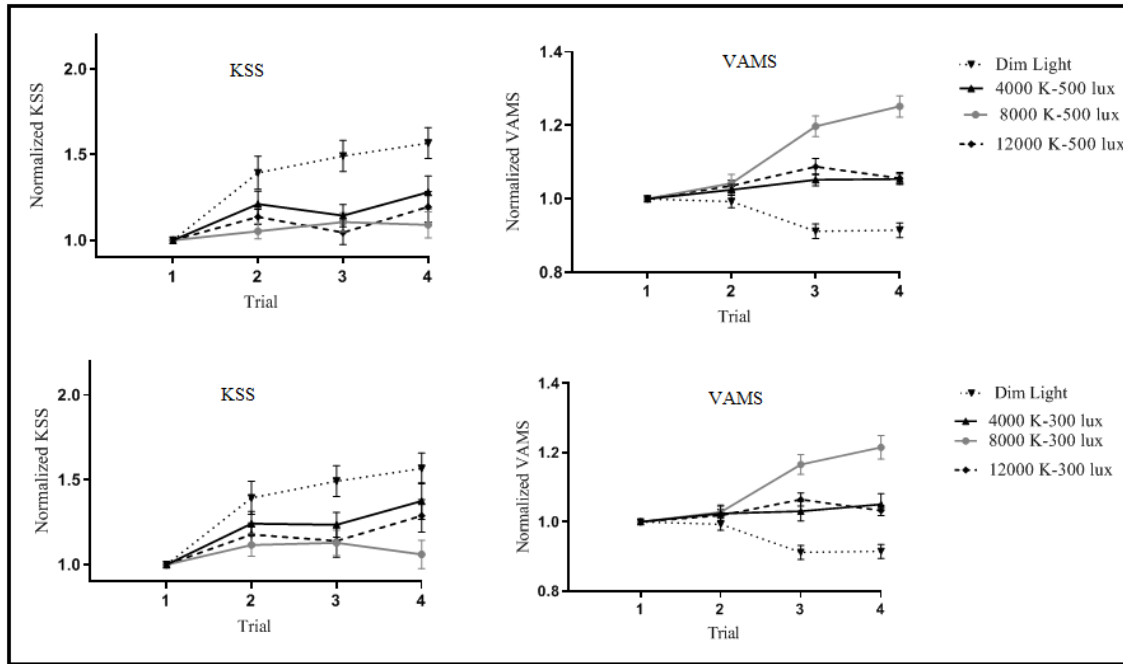 KSS
Normalized KSS
2.0
1.5
1.0
1 2 3 4
Trial
VAMS
Normalized VAMS
1.4
1.2
1.0
0.8
1 2 3 4
Trial
Dim Light
4000 K-500 lux
8000 K-500 lux
12000 K-500 lux
KSS
Normalized KSS
2.0
1.5
1.0
1 2 3 4
Trial
VAMS
Normalized VAMS
1.4
1.2
1.0
0.8
1 2 3 4
Trial
Dim Light
4000 K-300 lux
8000 K-300 lux
12000 K-300 lux